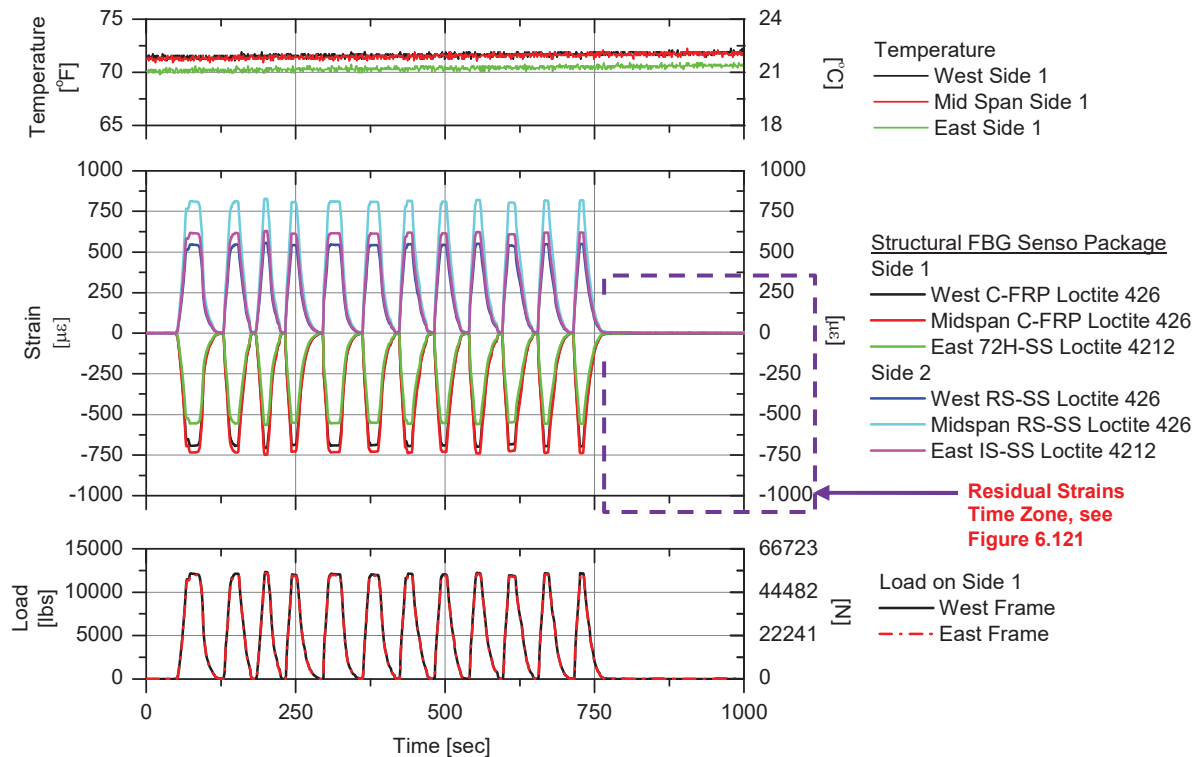 75
70
65
Temperature
[°F]
24
21
18
[°C]
Temperature
West Side 1
Mid Span Side 1
East Side 1
1000
750
500
250
0
-250
-500
-750
-1000
Strain
[με]
1000
750
500
250
0
-250
-500
-750
-1000
[με]
Structural FBG Senso Package
Side 1
West C-FRP Loctite 426
Midspan C-FRP Loctite 426
East 72H-SS Loctite 4212
Side 2
West RS-SS Loctite 426
Midspan RS-SS Loctite 426
East IS-SS Loctite 4212
Residual Strains
Time Zone, see
Figure 6.121
15000
10000
5000
0
Load
[lbs]
66723
44482
22241
0
[N]
Load on Side 1
West Frame
East Frame
0
250
500
750
1000
Time [sec]